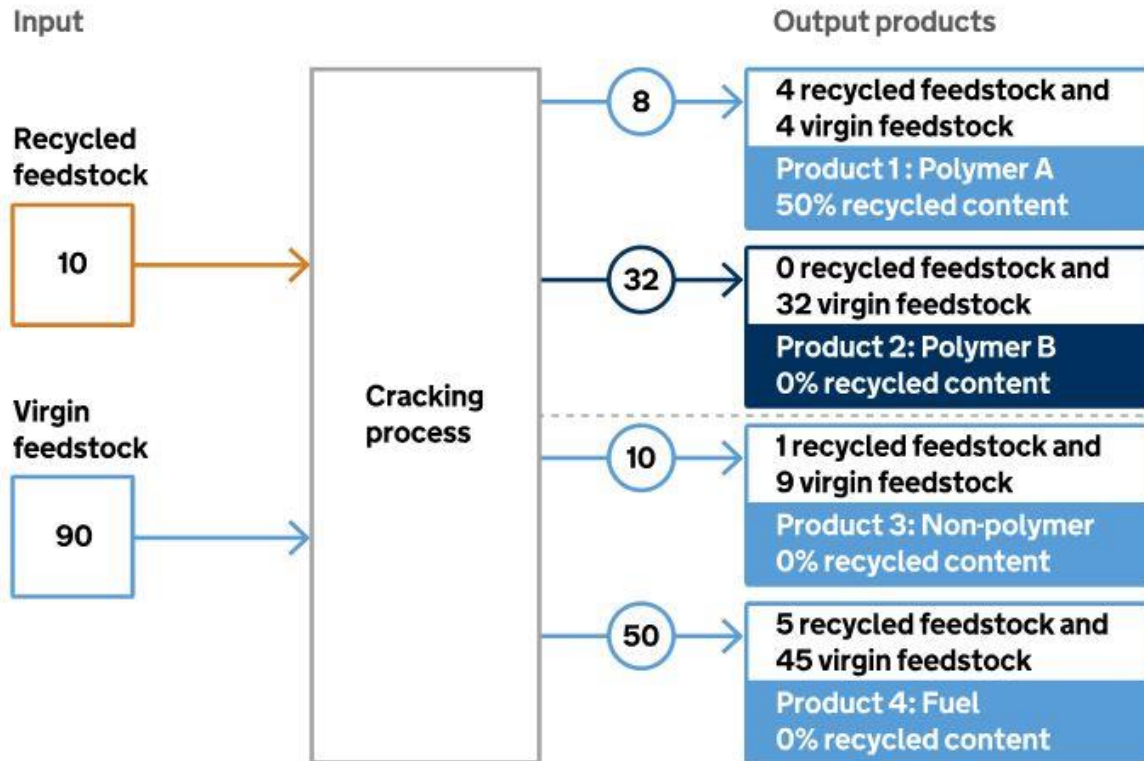 Input
Output products
Recycled
feedstock
10
Virgin
feedstock
90
Cracking
process
8
4 recycled feedstock and
4 virgin feedstock
Product 1: Polymer A
50% recycled content
32
0 recycled feedstock and
32 virgin feedstock
Product 2: Polymer B
0% recycled content
10
1 recycled feedstock and
9 virgin feedstock
Product 3: Non-polymer
0% recycled content
50
5 recycled feedstock and
45 virgin feedstock
Product 4: Fuel
0% recycled content